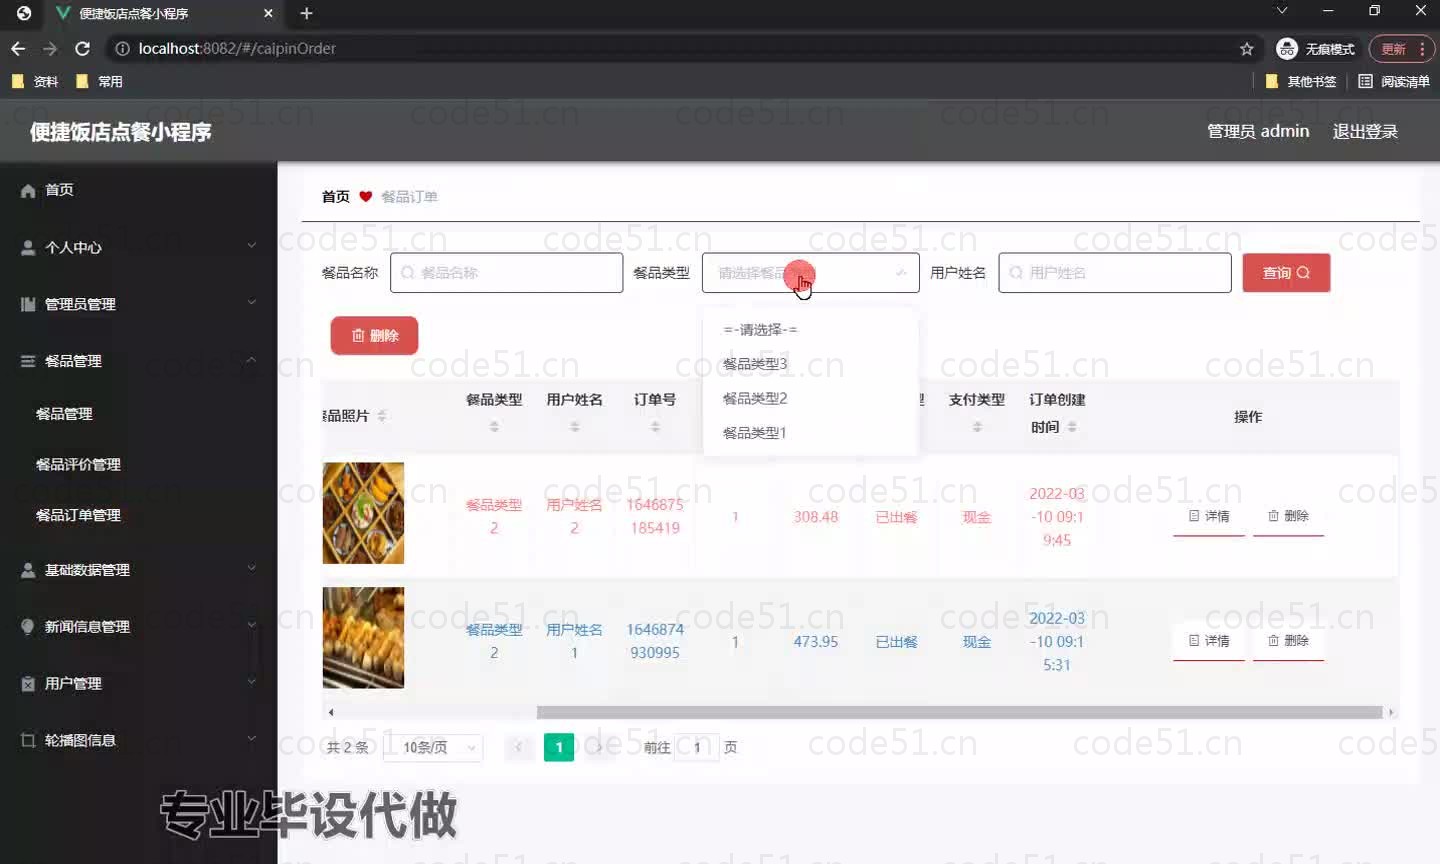 便捷饭店点餐小程序
localhost:8082/#/caipinOrder
无痕模式
更新
资料
常用
其他书签
阅读清单
便捷饭店点餐小程序
管理员 admin
退出登录
首页
个人中心
管理员管理
餐品管理
餐品管理
餐品评价管理
餐品订单管理
基础数据管理
新闻信息管理
用户管理
轮播图信息
首页
餐品订单
餐品名称
餐品名称
餐品类型
请选择餐品
用户姓名
用户姓名
查询
删除
=-请选择-=
餐品类型3
餐品类型2
餐品类型1
品照片
餐品类型
用户姓名
订单号
支付类型
订单创建
时间
操作
餐品类型
2
用户姓名
2
1646875
185419
1
308.48
已出餐
现金
2022-03
-10 09:1
9:45
详情
删除
餐品类型
2
用户姓名
1
1646874
930995
1
473.95
已出餐
现金
2022-03
-10 09:1
5:31
详情
删除
共 2 条
10条/页
1
前往
1
页
专业毕设代做
code51.cn